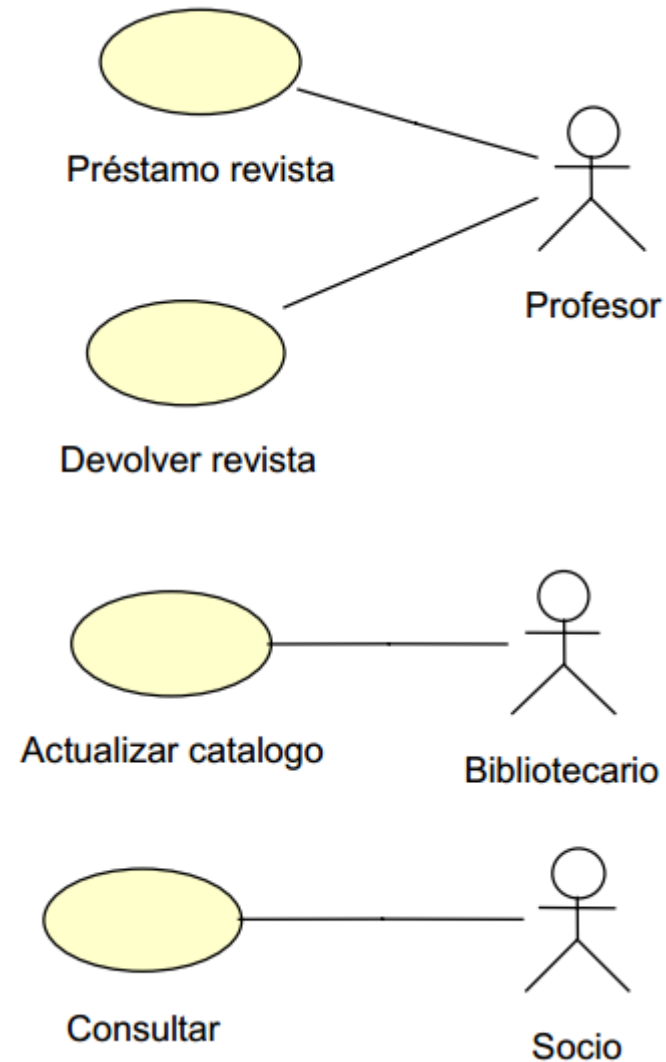 Préstamo revista
Profesor
Devolver revista
Actualizar catalogo
Bibliotecario
Consultar
Socio